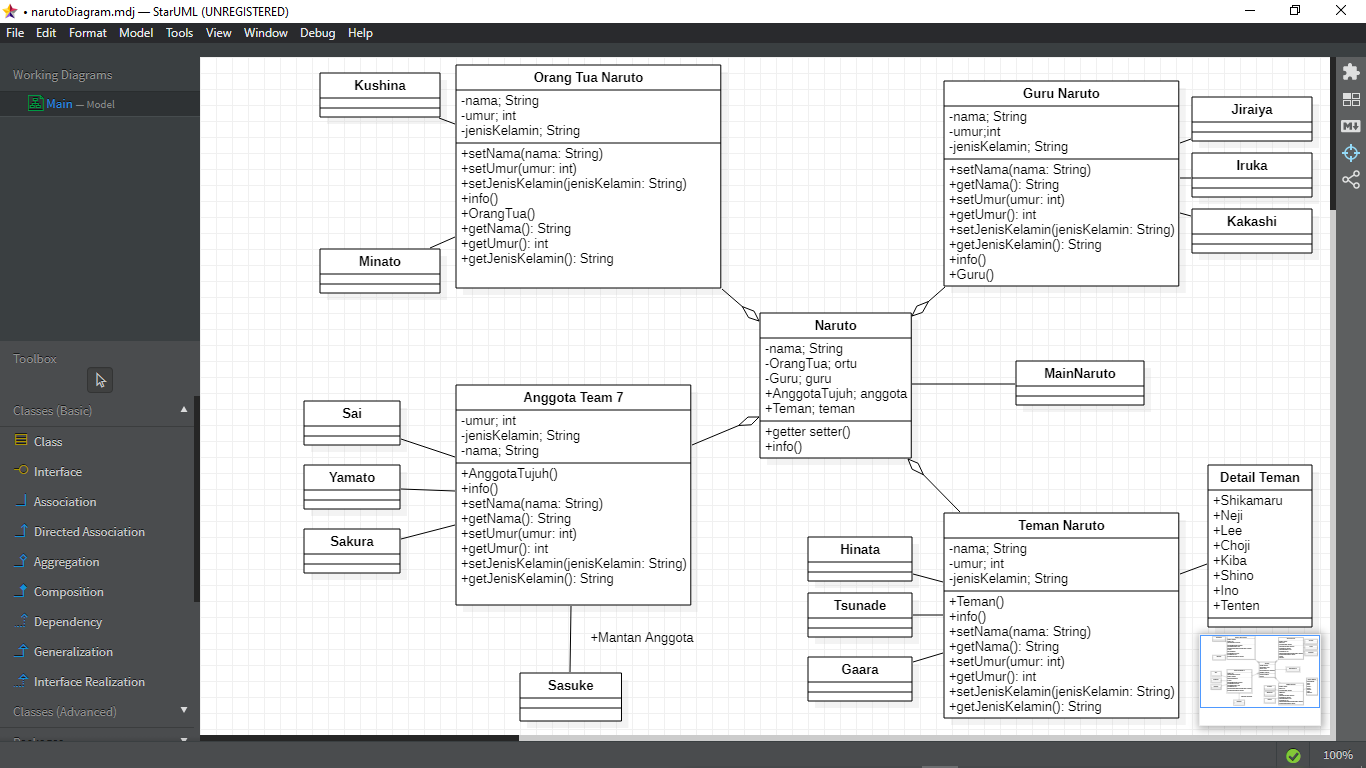 • narutoDiagram.mdj — StarUML (UNREGISTERED)
File Edit Format Model Tools View Window Debug Help
Working Diagrams
Main — Model
Toolbox
Classes (Basic)
Class
Interface
Association
Directed Association
Aggregation
Composition
Dependency
Generalization
Interface Realization
Classes (Advanced)
Kushina
Minato
Orang Tua Naruto
-nama; String
-umur; int
-jenisKelamin; String
+setNama(nama: String)
+setUmur(umur: int)
+setJenisKelamin(jenisKelamin: String)
+info()
+OrangTua()
+getNama(): String
+getUmur(): int
+getJenisKelamin(): String
Guru Naruto
-nama; String
-umur;int
-jenisKelamin; String
+setNama(nama: String)
+getNama(): String
+setUmur(umur: int)
+getUmur(): int
+setJenisKelamin(jenisKelamin: String)
+getJenisKelamin(): String
+info()
+Guru()
Jiraiya
Iruka
Kakashi
Naruto
-nama; String
-OrangTua; ortu
-Guru; guru
+AnggotaTujuh; anggota
+Teman; teman
+getter setter()
+info()
MainNaruto
Sai
Yamato
Sakura
Anggota Team 7
-umur; int
-jenisKelamin; String
-nama; String
+AnggotaTujuh()
+info()
+setNama(nama: String)
+getNama(): String
+setUmur(umur: int)
+getUmur(): int
+setJenisKelamin(jenisKelamin: String)
+getJenisKelamin(): String
+Mantan Anggota
Sasuke
Hinata
Tsunade
Gaara
Teman Naruto
-nama; String
-umur; int
-jenisKelamin; String
+Teman()
+info()
+setNama(nama: String)
+getNama(): String
+setUmur(umur: int)
+getUmur(): int
+setJenisKelamin(jenisKelamin: String)
+getJenisKelamin(): String
Detail Teman
+Shikamaru
+Neji
+Lee
+Choji
+Kiba
+Shino
+Ino
+Tenten
M
100%